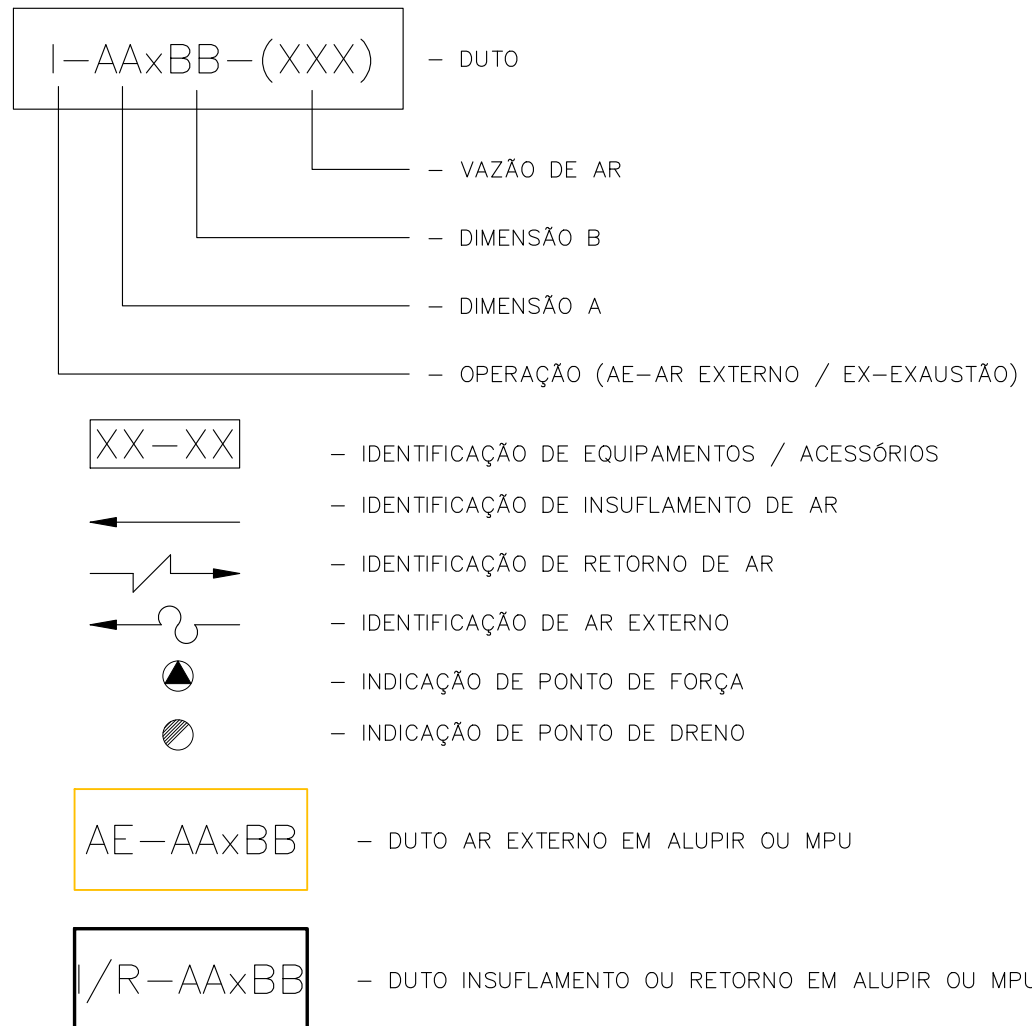 I-AAxBB-(XXX) - DUTO
- VAZÃO DE AR
- DIMENSÃO B
- DIMENSÃO A
- OPERAÇÃO (AE-AR EXTERNO / EX-EXAUSTÃO)
XX-XX - IDENTIFICAÇÃO DE EQUIPAMENTOS / ACESSÓRIOS
- IDENTIFICAÇÃO DE INSUFLAMENTO DE AR
- IDENTIFICAÇÃO DE RETORNO DE AR
- IDENTIFICAÇÃO DE AR EXTERNO
- INDICAÇÃO DE PONTO DE FORÇA
- INDICAÇÃO DE PONTO DE DRENO
AE-AAxBB - DUTO AR EXTERNO EM ALUPIR OU MPU
I/R-AAxBB - DUTO INSUFLAMENTO OU RETORNO EM ALUPIR OU MPU